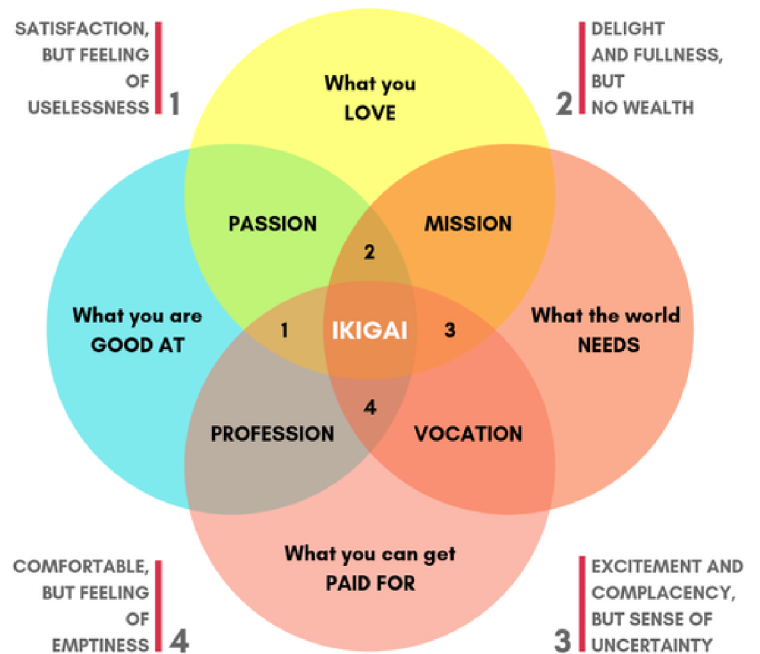 SATISFACTION,
BUT FEELING
OF
USELESSNESS
1
DELIGHT
AND FULLNESS,
BUT
NO WEALTH
2
What you
LOVE
PASSION
MISSION
2
What you are
GOOD AT
1
IKIGAI
3
What the world
NEEDS
4
PROFESSION
VOCATION
What you can get
PAID FOR
COMFORTABLE,
BUT FEELING
OF
EMPTINESS
4
EXCITEMENT AND
COMPLACENCY,
BUT SENSE OF
UNCERTAINTY
3